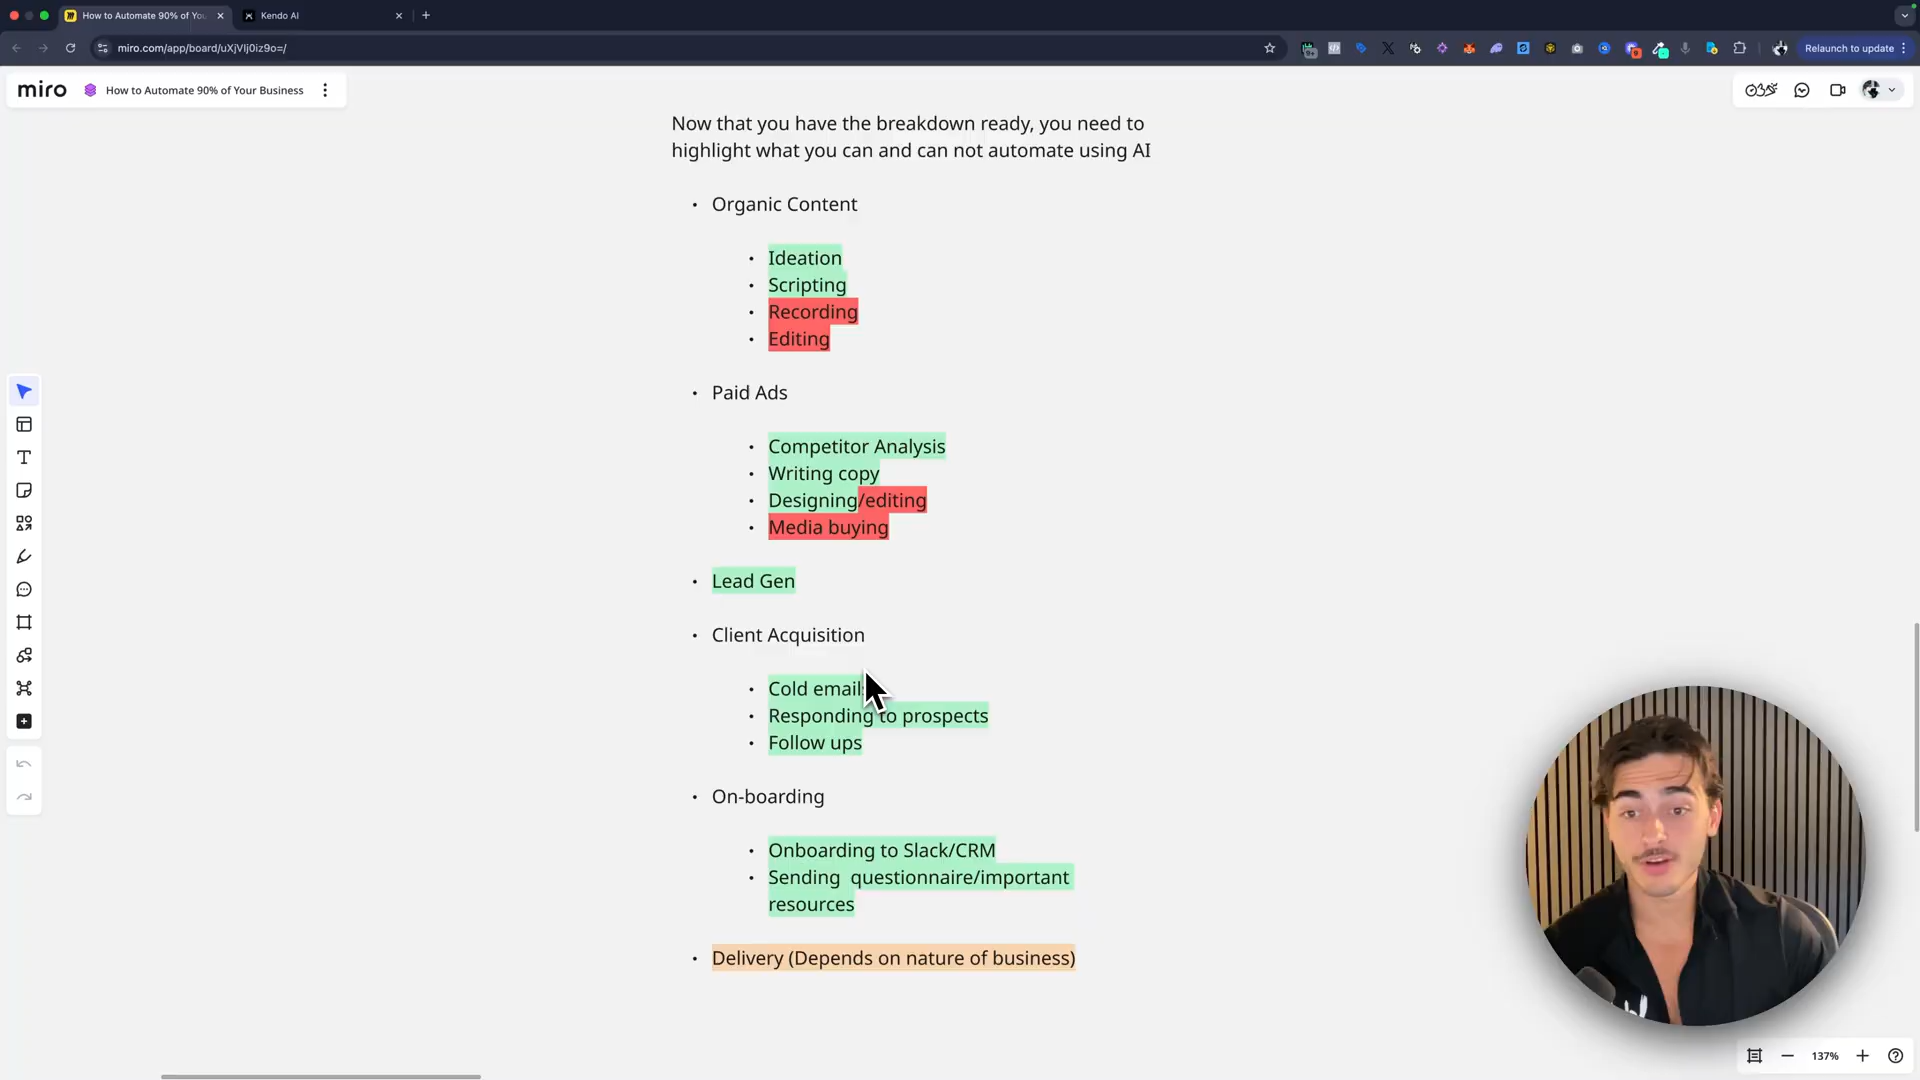 How to Automate 90% of You
Kendo AI
miro.com/app/board/uXjVIj0iz9o=/
Relaunch to update
miro
How to Automate 90% of Your Business
Now that you have the breakdown ready, you need to
highlight what you can and can not automate using AI
• Organic Content
• Ideation
• Scripting
• Recording
• Editing
• Paid Ads
• Competitor Analysis
• Writing copy
• Designing/editing
• Media buying
• Lead Gen
• Client Acquisition
• Cold emails
• Responding to prospects
• Follow ups
• On-boarding
• Onboarding to Slack/CRM
• Sending  questionnaire/important
resources
• Delivery (Depends on nature of business)
137%